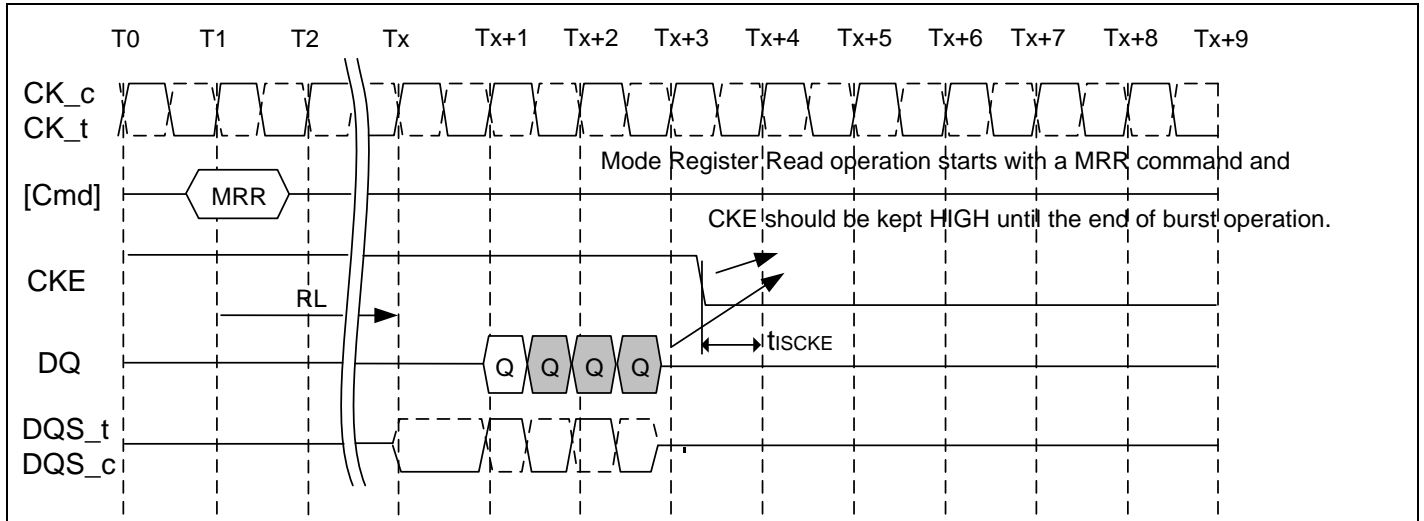 T0 T1 T2 Tx Tx+1 Tx+2 Tx+3 Tx+4 Tx+5 Tx+6 Tx+7 Tx+8 Tx+9
CK_c
CK_t
Mode Register Read operation starts with a MRR command and
[Cmd] MRR
CKE should be kept HIGH until the end of burst operation.
CKE
RL
tISCKE
DQ Q Q Q Q
DQS_t
DQS_c